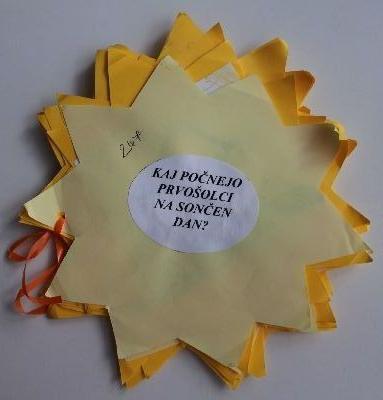 KAJ POČNEJO
PRVOŠOLCI
NA SONČEN
DAN?